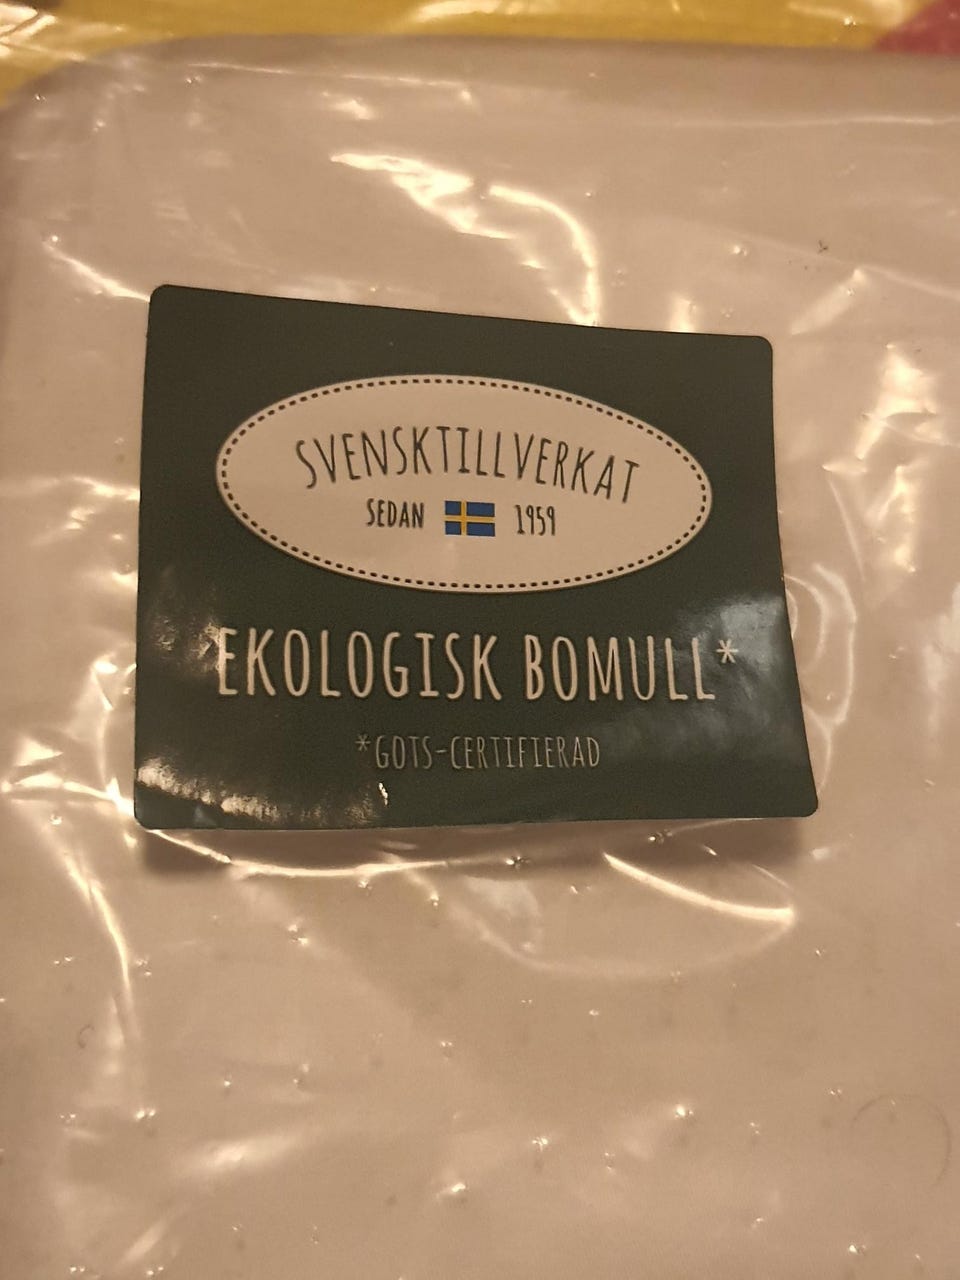 SVENSKTILLVERKAT
SEDAN 1959
EKOLOGISK BOMULL*
*GOTS-CERTIFIERAD